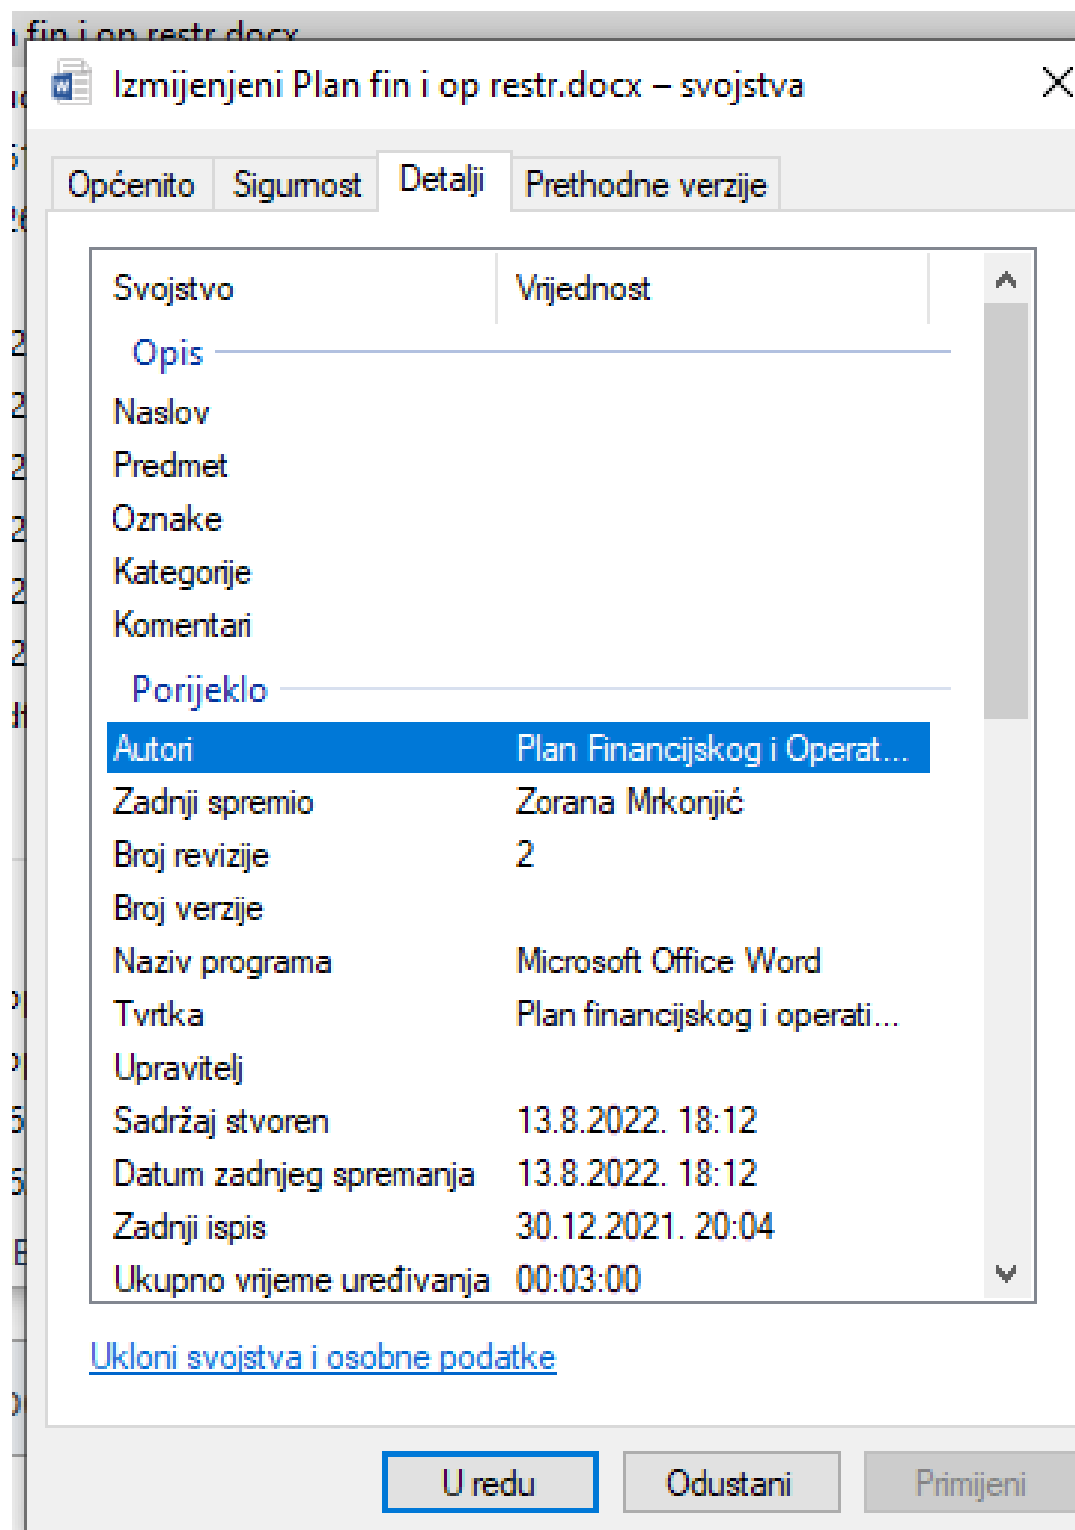 fin i op restr.docx
Izmijenjeni Plan fin i op restr.docx – svojstva
Općenito Sigurnost Detalji Prethodne verzije
Svojstvo Vrijednost
Opis
Naslov
Predmet
Oznake
Kategorije
Komentari
Porijeklo
Autori Plan Financijskog i Operat...
Zadnji spremio Zorana Mrkonjić
Broj revizije 2
Broj verzije
Naziv programa Microsoft Office Word
Tvrtka Plan financijskog i operati...
Upravitelj
Sadržaj stvoren 13.8.2022. 18:12
Datum zadnjeg spremanja 13.8.2022. 18:12
Zadnji ispis 30.12.2021. 20:04
Ukupno vrijeme uređivanja 00:03:00
Ukloni svojstva i osobne podatke
U redu Odustani Primijeni